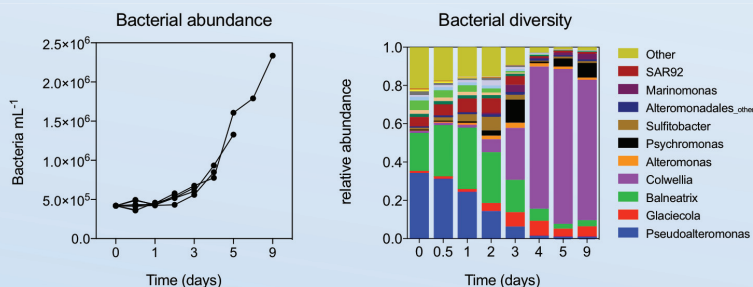 Bacterial abundance
2.5×10⁶
2.0×10⁶
1.5×10⁶
1.0×10⁶
5.0×10⁵
0.0
Bacteria mL⁻¹
0 1 3 5 9
Time (days)
Bacterial diversity
1.0
0.8
0.6
0.4
0.2
0.0
relative abundance
0 0.5 1 2 3 4 5 9
Time (days)
Other
SAR92
Marinomonas
Alteromonadales_other
Sulfitobacter
Psychromonas
Alteromonas
Colwellia
Balneatrix
Glaciecola
Pseudoalteromonas